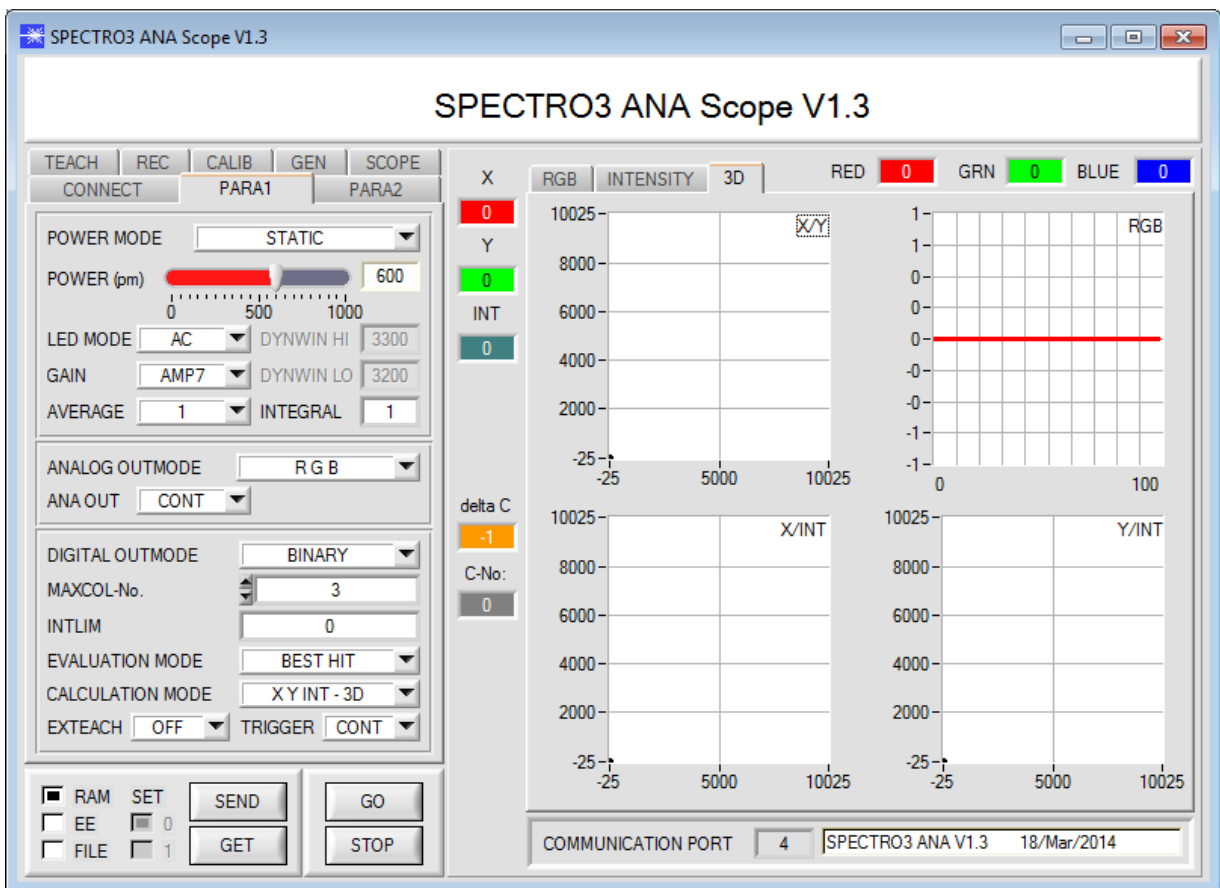 SPECTRO3 ANA Scope V1.3
SPECTRO3 ANA Scope V1.3
TEACH REC CALIB GEN SCOPE
CONNECT PARA1 PARA2
POWER MODE STATIC
POWER (pm) 600
0 500 1000
LED MODE AC DYNWIN HI 3300
GAIN AMP7 DYNWIN LO 3200
AVERAGE 1 INTEGRAL 1
ANALOG OUTMODE R G B
ANA OUT CONT
DIGITAL OUTMODE BINARY
MAXCOL-No. 3
INTLIM 0
EVALUATION MODE BEST HIT
CALCULATION MODE X Y INT - 3D
EXTEACH OFF TRIGGER CONT
RAM SET SEND GO
EE 0
FILE 1 GET STOP
X
0
Y
0
INT
0
delta C
-1
C-No:
0
RGB INTENSITY 3D RED 0 GRN 0 BLUE 0
X/Y
10025
8000
6000
4000
2000
-25
-25 5000 10025
RGB
1
1
0
0
0
-0
-0
-1
-1
0 100
X/INT
10025
8000
6000
4000
2000
-25
-25 5000 10025
Y/INT
10025
8000
6000
4000
2000
-25
-25 5000 10025
COMMUNICATION PORT 4 SPECTRO3 ANA V1.3 18/Mar/2014